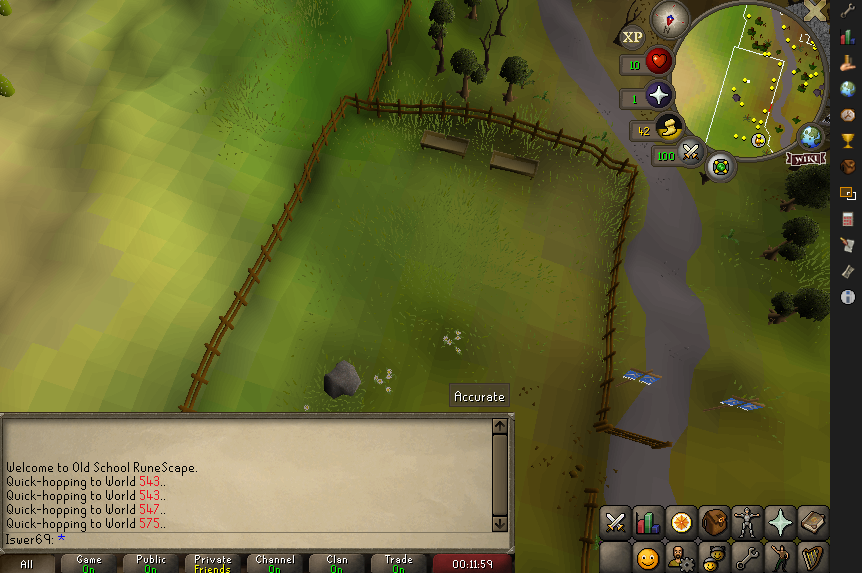 XP
10
1
42
100
WIKI
Accurate
Welcome to Old School RuneScape.
Quick-hopping to World 543..
Quick-hopping to World 543..
Quick-hopping to World 547..
Quick-hopping to World 575..
Iswer69: *
All Game On Public On Private Friends Channel On Clan On Trade On 00:11:59